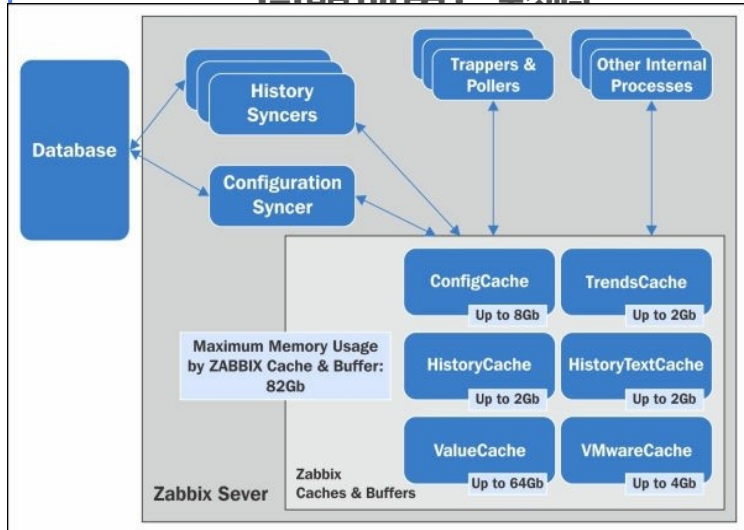 Database
History
Syncers
Configuration
Syncer
Trappers &
Pollers
Other Internal
Processes
ConfigCache
Up to 8Gb
TrendsCache
Up to 2Gb
Maximum Memory Usage
by ZABBIX Cache & Buffer:
82Gb
HistoryCache
Up to 2Gb
HistoryTextCache
Up to 2Gb
ValueCache
Up to 64Gb
VMwareCache
Up to 4Gb
Zabbix
Caches & Buffers
Zabbix Sever